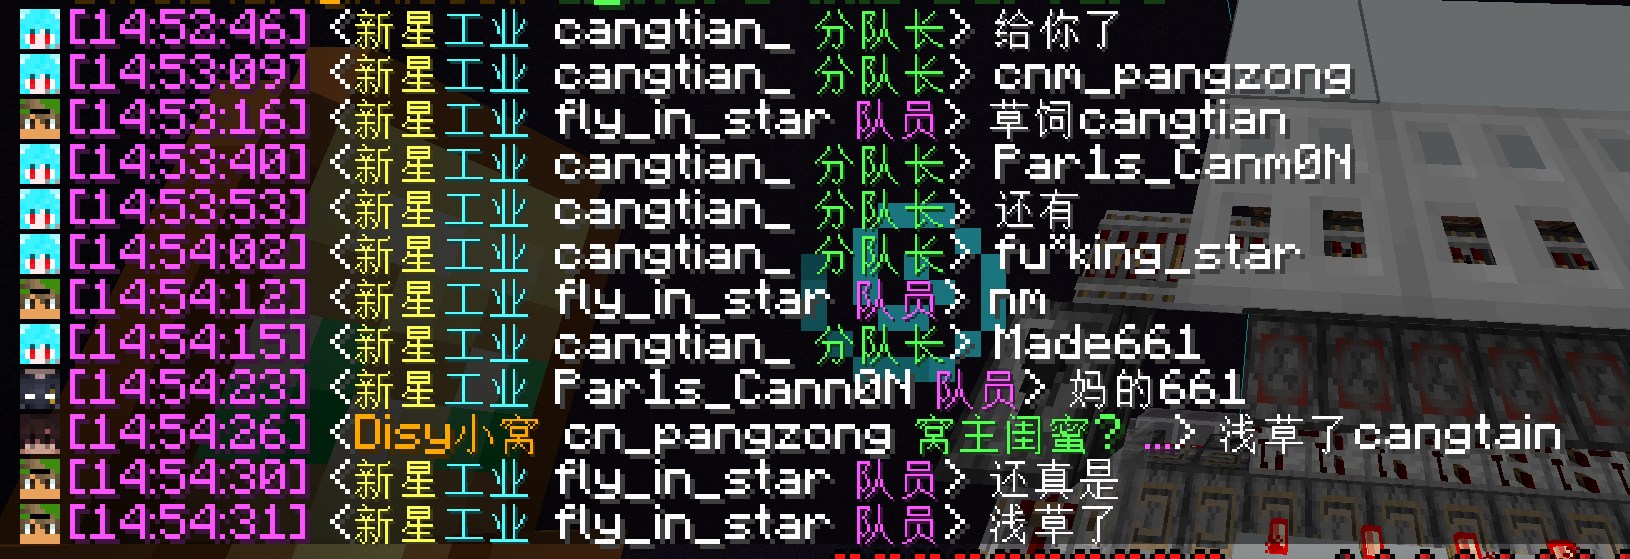 [14:52:46] <新星工业 cangtian_ 分队长> 给你了
[14:53:09] <新星工业 cangtian_ 分队长> cnm_pangzong
[14:53:16] <新星工业 fly_in_star 队员> 草饲cangtian
[14:53:40] <新星工业 cangtian_ 分队长> Par1s_Canm0N
[14:53:53] <新星工业 cangtian_ 分队长> 还有
[14:54:02] <新星工业 cangtian_ 分队长> fu*king_star
[14:54:12] <新星工业 fly_in_star 队员> nm
[14:54:15] <新星工业 cangtian_ 分队长> Made661
[14:54:23] <新星工业 Par1s_Cann0N 队员> 妈的661
[14:54:26] <Disy小窝 cn_pangzong 窝主闺蜜? ...> 浅草了cangtain
[14:54:30] <新星工业 fly_in_star 队员> 还真是
[14:54:31] <新星工业 fly_in_star 队员> 浅草了